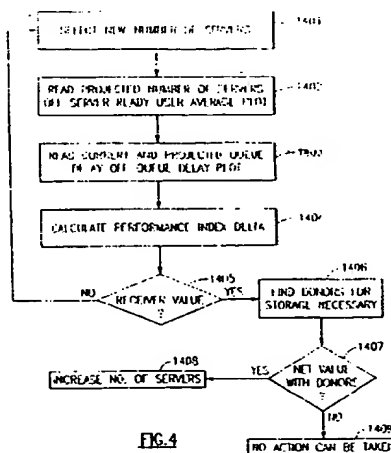 SELECT NEW NUMBER OF SERVERS
1401
READ PROJECTED NUMBER OF SERVERS
OFF SERVER READY USER AVERAGE PLOT
1402
READ CURRENT AND PROJECTED QUEUE
DELAY OFF QUEUE DELAY PLOT
CALCULATE PERFORMANCE INDEX DELTA
1404
1405
RECEIVER VALUE
?
NO
YES
1406
FIND DONORS FOR
STORAGE NECESSARY
1407
NET VALUE
WITH DONORS
?
YES
NO
1408
INCREASE NO. OF SERVERS
1409
NO ACTION CAN BE TAKEN
FIG.4